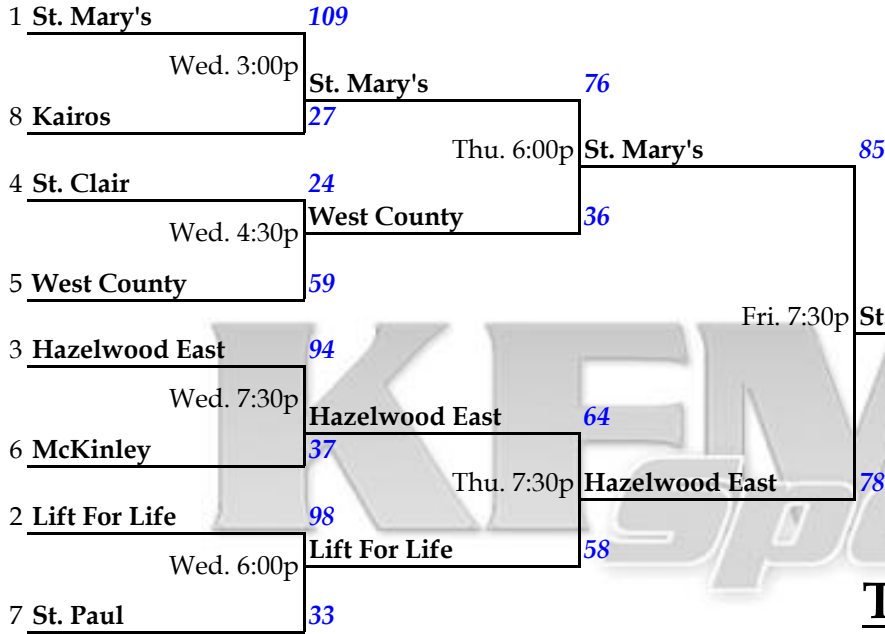 1 St. Mary's 109
Wed. 3:00p
St. Mary's 76
8 Kairos 27
Thu. 6:00p St. Mary's 85
4 St. Clair 24
West County 36
Wed. 4:30p
5 West County 59
Fri. 7:30p St.
3 Hazelwood East 94
Wed. 7:30p
Hazelwood East 64
6 McKinley 37
Thu. 7:30p Hazelwood East 78
2 Lift For Life 98
Lift For Life 58
Wed. 6:00p
7 St. Paul 33